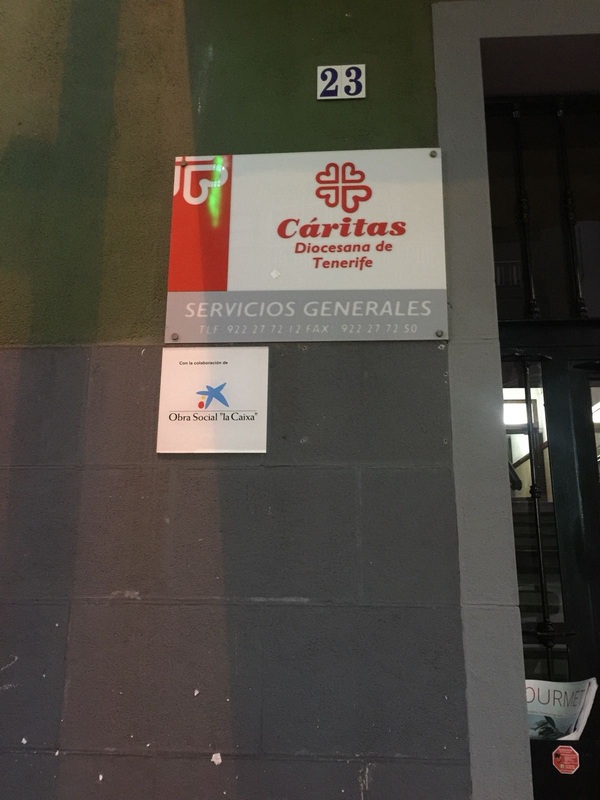 23
Cáritas
Diocesana de
Tenerife
SERVICIOS GENERALES
TLF 922 27 72 12 FAX: 922 27 72 50
Con la colaboración de
Obra Social "la Caixa"
OURMET